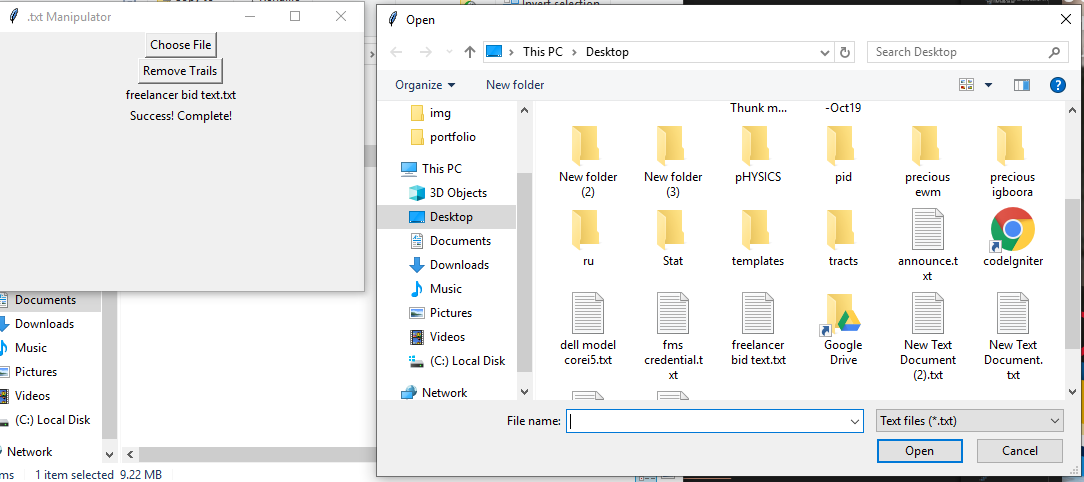 Invert selection
.txt Manipulator
Choose File
Remove Trails
freelancer bid text.txt
Success! Complete!
Documents
Downloads
Music
Pictures
Videos
(C:) Local Disk
Network
ms
1 item selected 9.22 MB
Open
This PC
Desktop
Search Desktop
Organize
New folder
img
portfolio
This PC
3D Objects
Desktop
Documents
Downloads
Music
Pictures
Videos
(C:) Local Disk
Network
Thunk m...
-Oct19
New folder
(2)
New folder
(3)
pHYSICS
pid
precious
ewm
precious
igboora
ru
Stat
templates
tracts
announce.t
xt
codeIgniter
dell model
corei5.txt
fms
credential.t
xt
freelancer
bid text.txt
Google
Drive
New Text
Document
(2).txt
New Text
Document.
txt
File name:
Text files (*.txt)
Open
Cancel